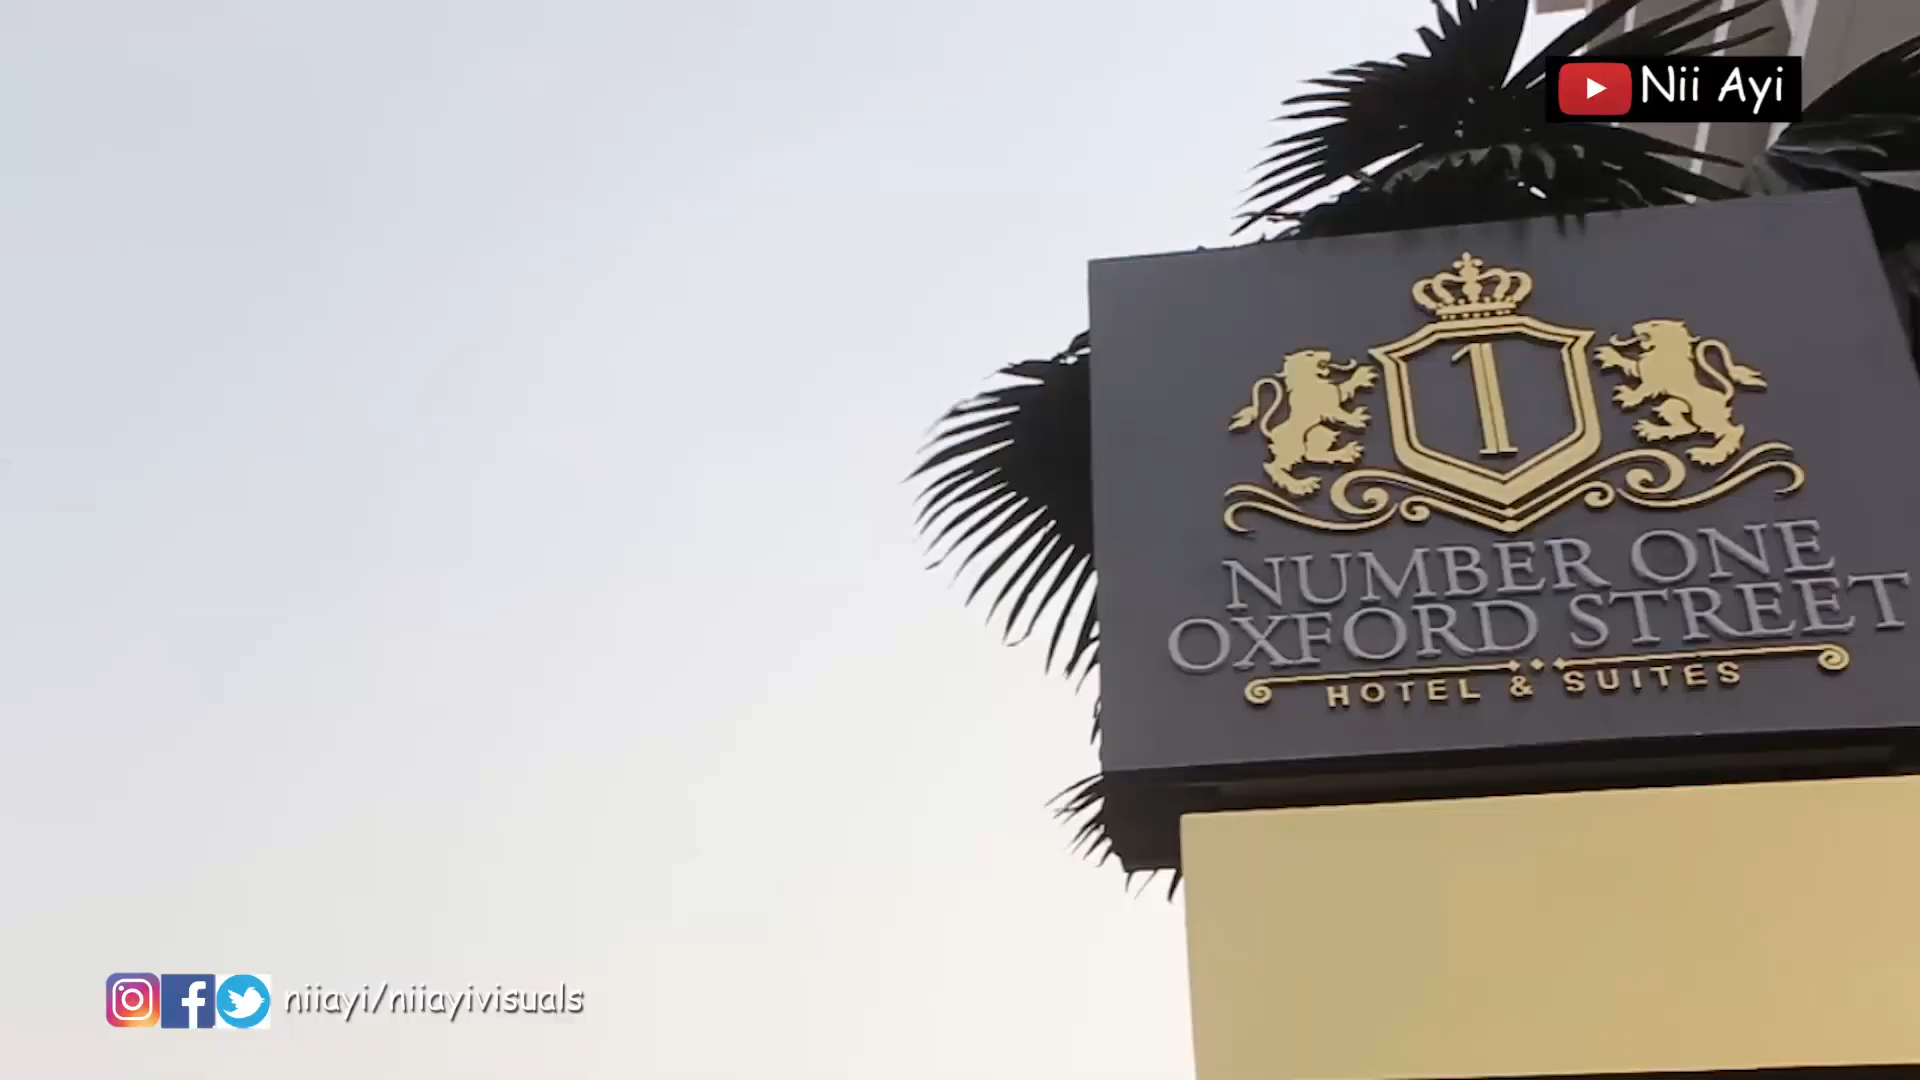 Nii Ayi
1
NUMBER ONE
OXFORD STREET
HOTEL & SUITES
niiayi/niiayivisuals